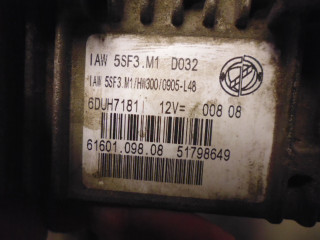 IAW 5SF3.M1 D032
IAW 5SF3.M1/HW300/0905-L48
6DUH7181 12V= 008 08
61601.098.08 51798649